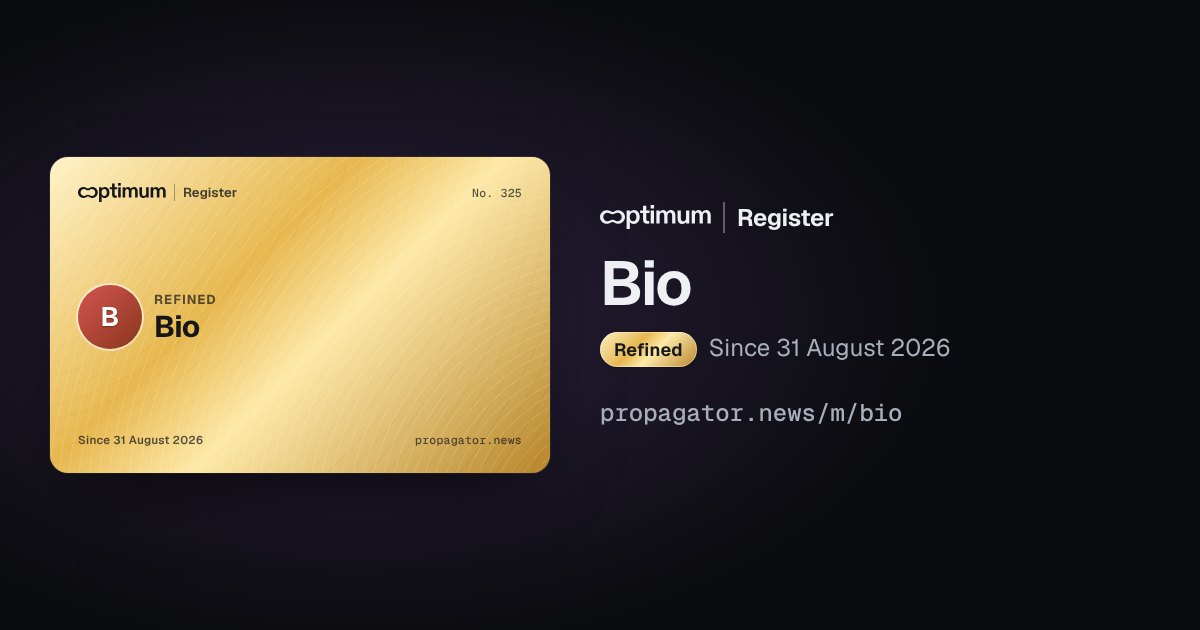 optimum | Register
No. 325
B
REFINED
Bio
Since 31 August 2026
propagator.news
optimum | Register
Bio
Refined
Since 31 August 2026
propagator.news/m/bio